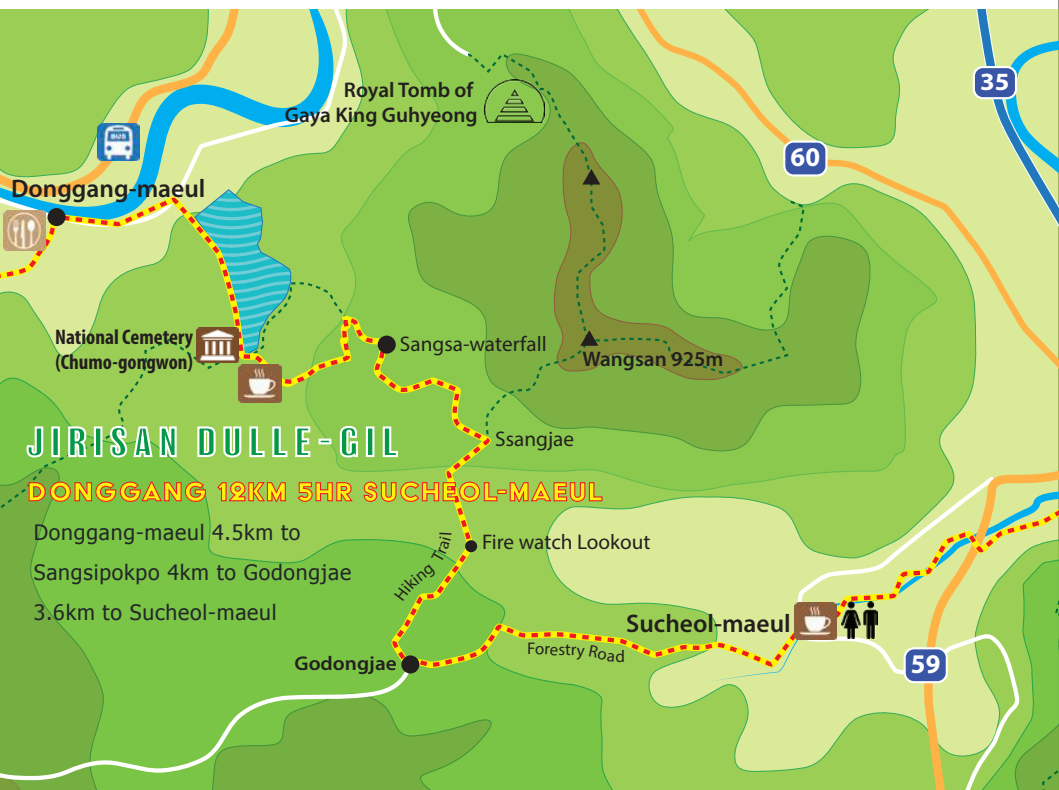 35
Royal Tomb of
Gaya King Guhyeong
60
BUS
Donggang-maeul
National Cemetery
(Chumo-gongwon)
Sangsa-waterfall
Wangsan 925m
Ssangjae
JIRISAN DULLE-GIL
DONGGANG 12KM 5HR SUCHEOL-MAEUL
Donggang-maeul 4.5km to
Sangsipokpo 4km to Godongjae
3.6km to Sucheol-maeul
Fire watch Lookout
Hiking Trail
Sucheol-maeul
Forestry Road
Godongjae
59